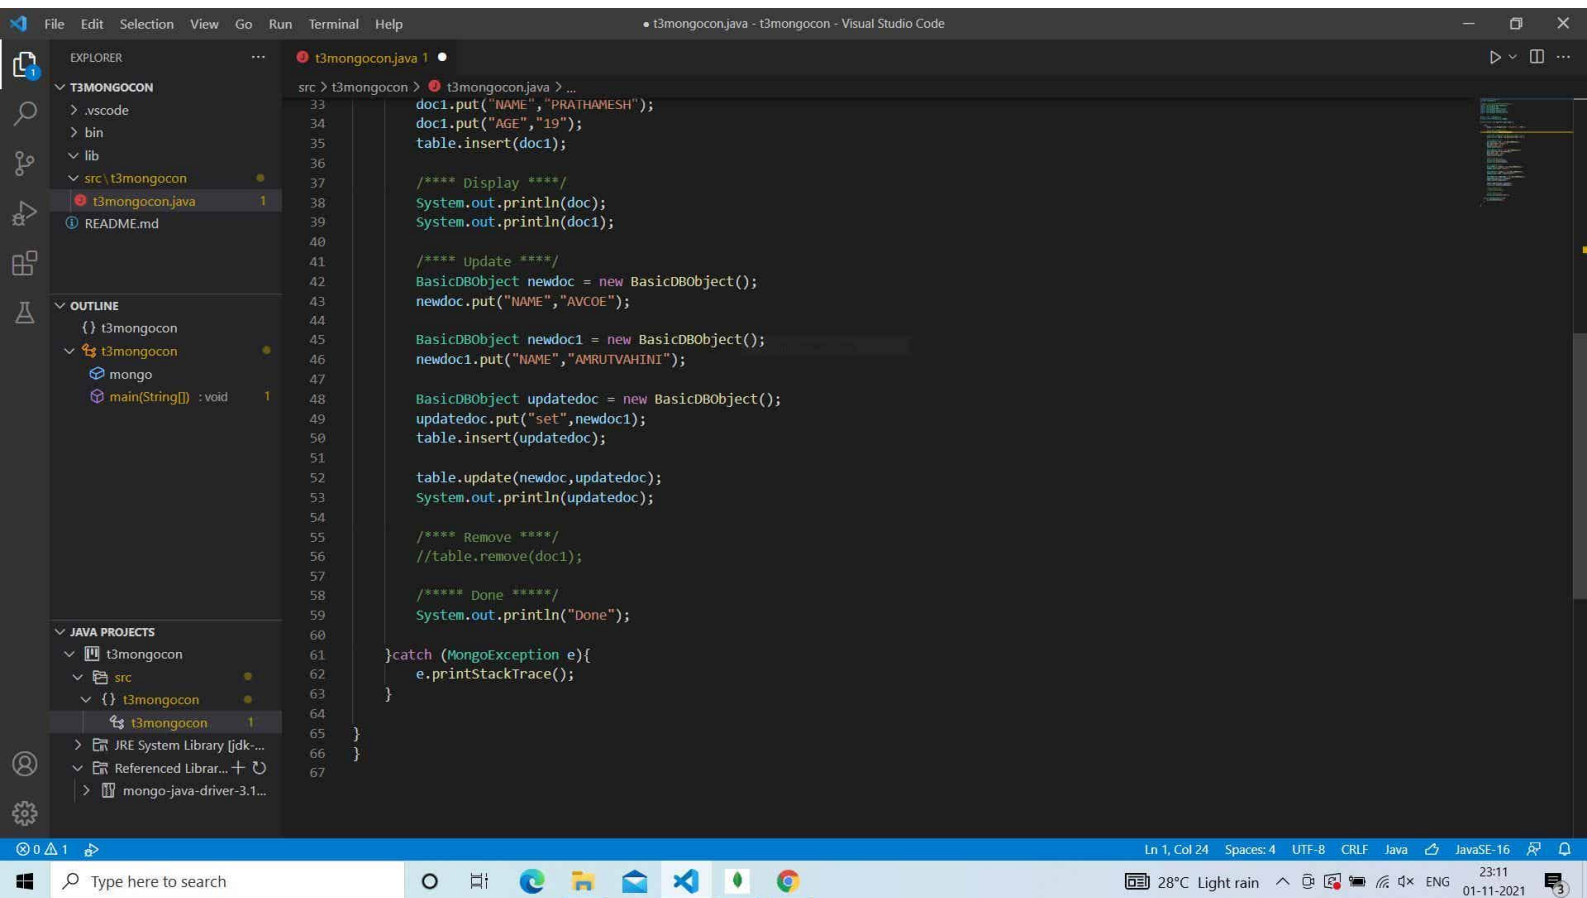 File Edit Selection View Go Run Terminal Help
● t3mongocon.java - t3mongocon - Visual Studio Code
EXPLORER
T3MONGOCON
.vscode
bin
lib
src\t3mongocon
t3mongocon.java 1
README.md
OUTLINE
{} t3mongocon
t3mongocon
mongo
main(String[]) : void 1
JAVA PROJECTS
t3mongocon
src
{} t3mongocon
t3mongocon 1
JRE System Library [jdk-...
Referenced Librar...
mongo-java-driver-3.1...
t3mongocon.java 1 ●
src > t3mongocon > t3mongocon.java > ...
33 doc1.put("NAME","PRATHAMESH");
34 doc1.put("AGE","19");
35 table.insert(doc1);
36
37 /**** Display ****/
38 System.out.println(doc);
39 System.out.println(doc1);
40
41 /**** Update ****/
42 BasicDBObject newdoc = new BasicDBObject();
43 newdoc.put("NAME","AVCOE");
44
45 BasicDBObject newdoc1 = new BasicDBObject();
46 newdoc1.put("NAME","AMRUTVAHINI");
47
48 BasicDBObject updatedoc = new BasicDBObject();
49 updatedoc.put("set",newdoc1);
50 table.insert(updatedoc);
51
52 table.update(newdoc,updatedoc);
53 System.out.println(updatedoc);
54
55 /**** Remove ****/
56 //table.remove(doc1);
57
58 /***** Done *****/
59 System.out.println("Done");
60
61 }catch (MongoException e){
62 e.printStackTrace();
63 }
64
65 }
66 }
67
0 1
Ln 1, Col 24 Spaces: 4 UTF-8 CRLF Java JavaSE-16
Type here to search
28°C Light rain ENG
23:11
01-11-2021
3